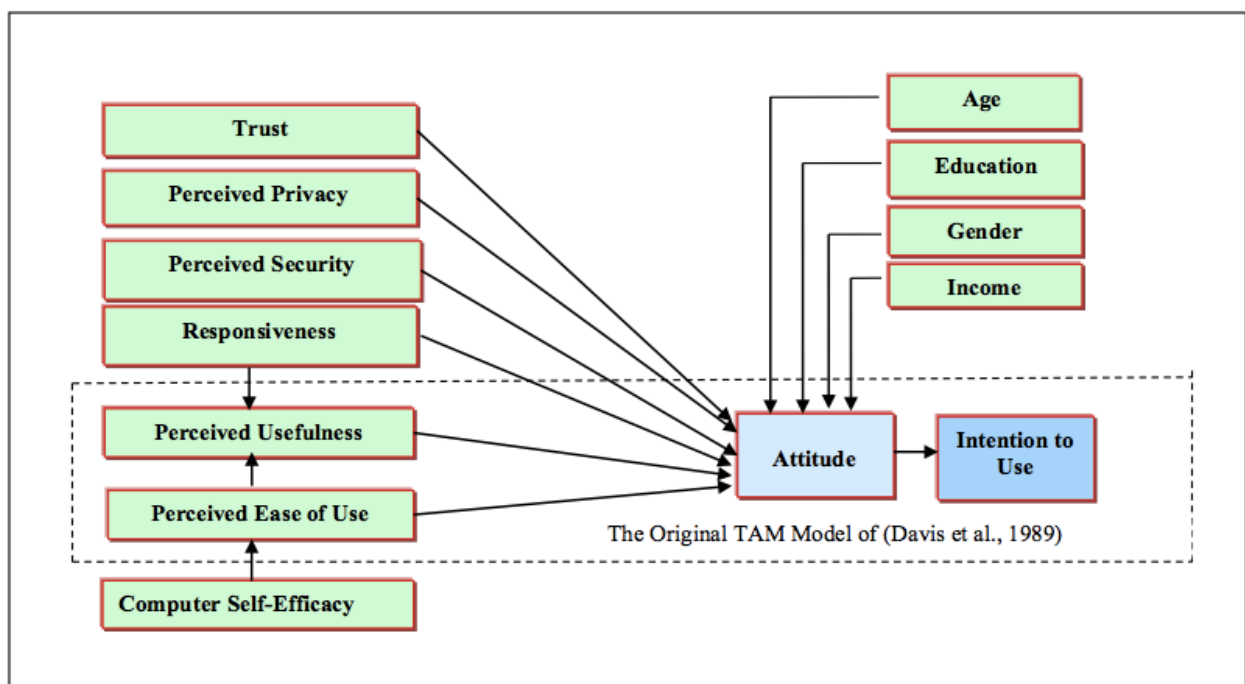 Trust
Perceived Privacy
Perceived Security
Responsiveness
Perceived Usefulness
Perceived Ease of Use
Computer Self-Efficacy
Age
Education
Gender
Income
Attitude
Intention to
Use
The Original TAM Model of (Davis et al., 1989)